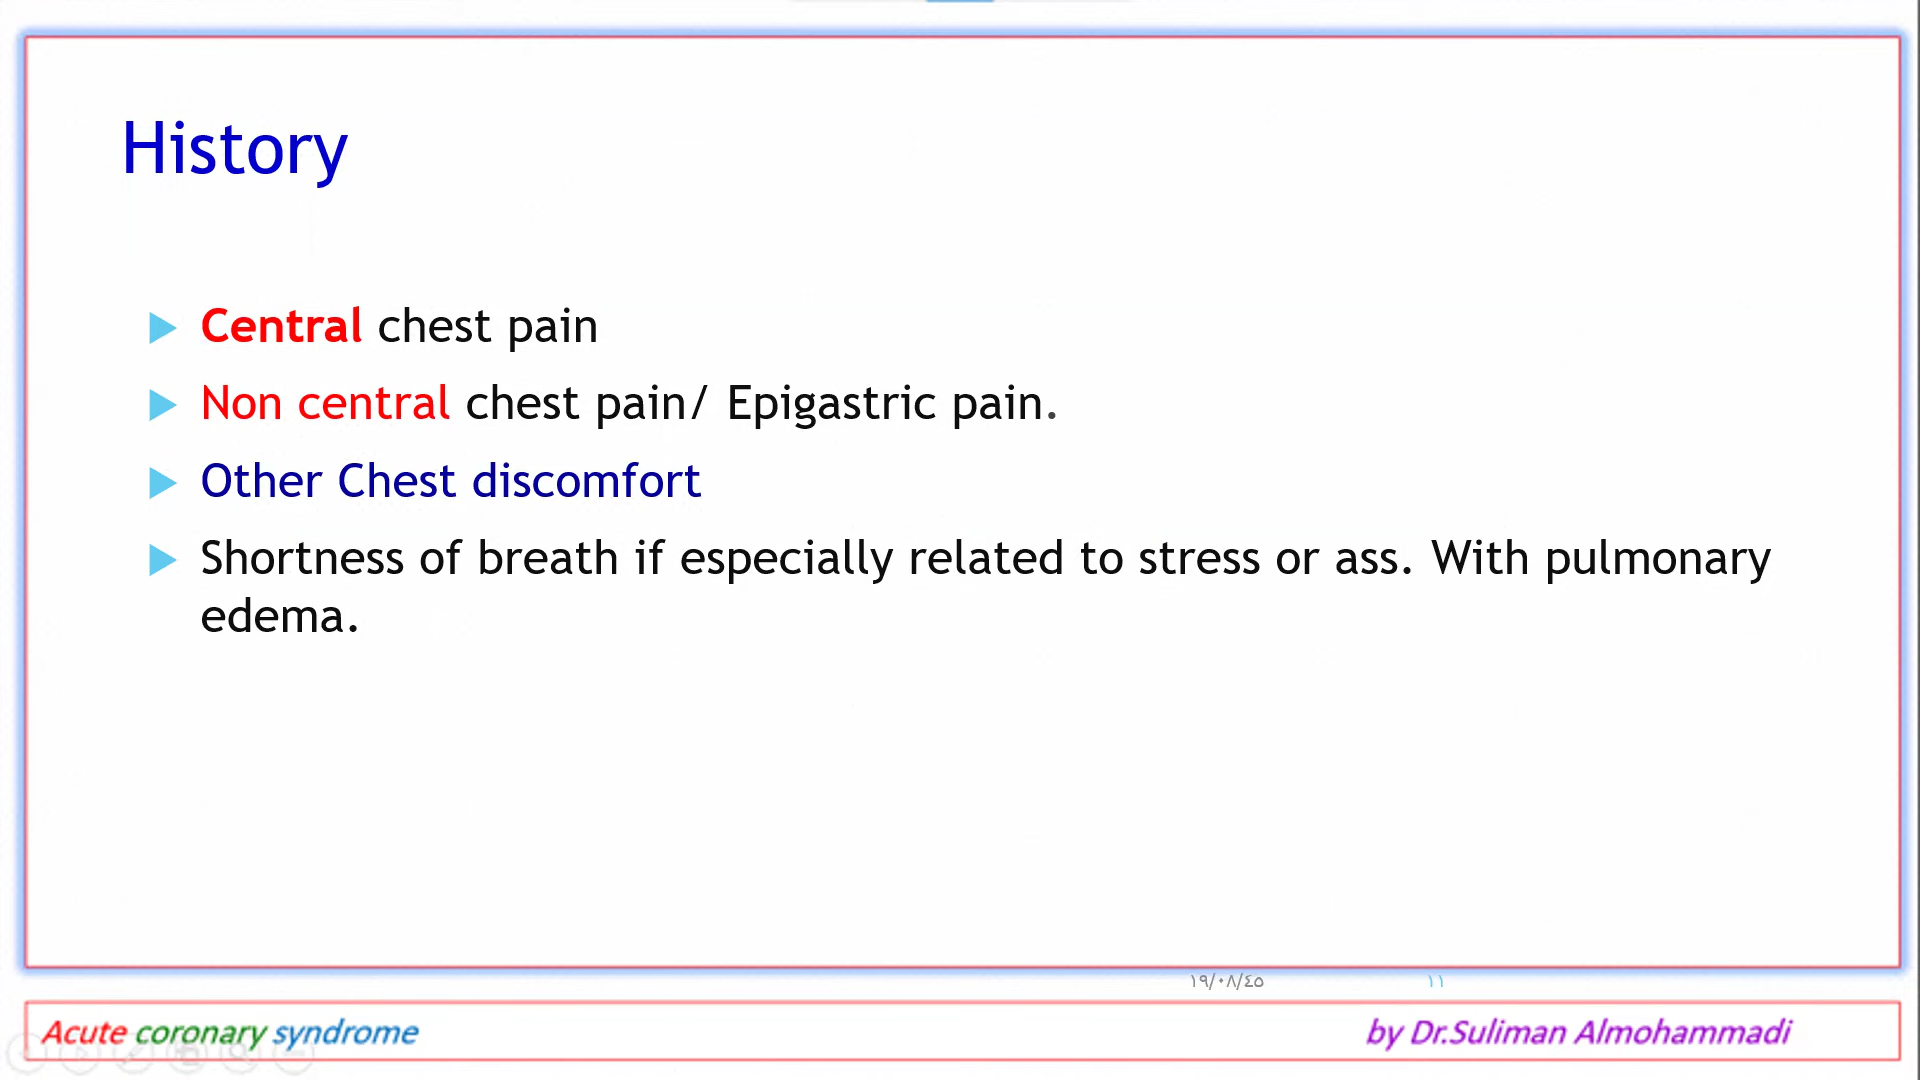 History
Central chest pain
Non central chest pain/ Epigastric pain.
Other Chest discomfort
Shortness of breath if especially related to stress or ass. With pulmonary
edema.
١٩/٠٨/٤٥
١١
Acute coronary syndrome
by Dr.Suliman Almohammadi